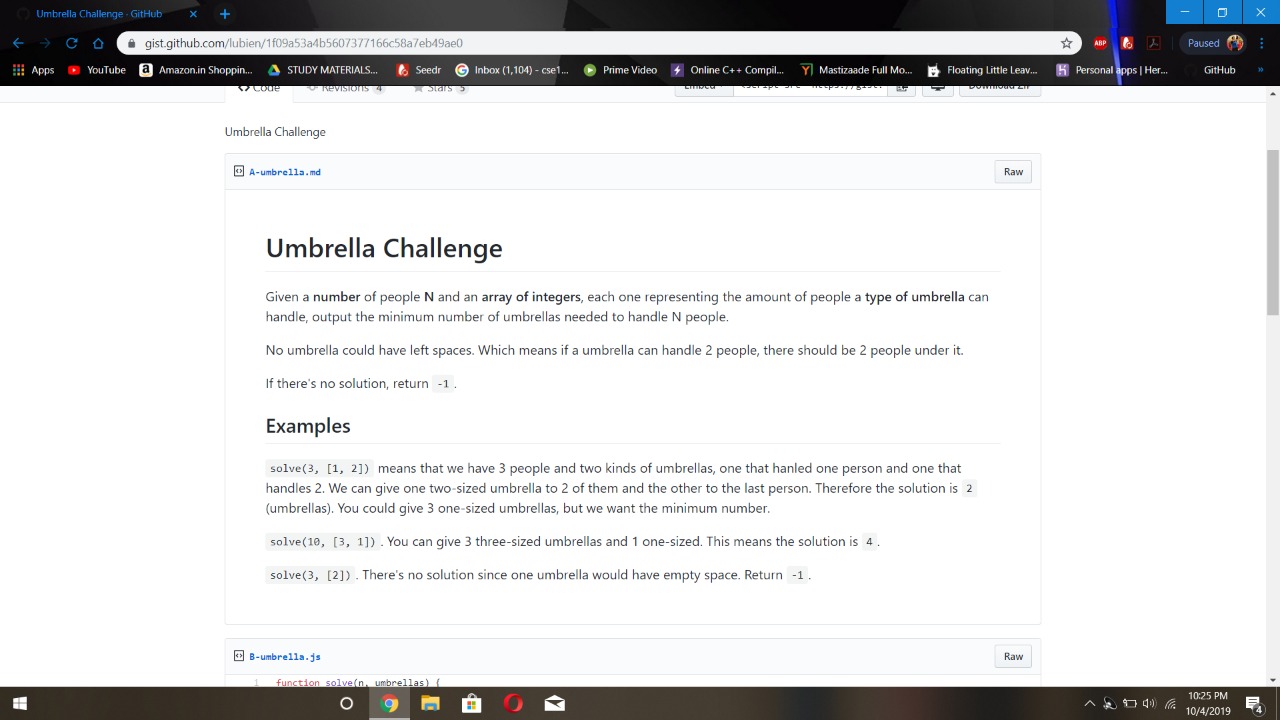 Umbrella Challenge · GitHub
gist.github.com/lubien/1f09a53a4b5607377166c58a7eb49ae0
ABP
Paused
Apps YouTube Amazon.in Shoppin... STUDY MATERIALS... Seedr Inbox (1,104) - cse1... Prime Video Online C++ Compil... Mastizaade Full Mo... Floating Little Leav... Personal apps | Her... GitHub »
Code Revisions 4 Stars 5 Embed <script src="https://gist. Download ZIP
Umbrella Challenge
A-umbrella.md Raw
Umbrella Challenge
Given a number of people N and an array of integers, each one representing the amount of people a type of umbrella can
handle, output the minimum number of umbrellas needed to handle N people.
No umbrella could have left spaces. Which means if a umbrella can handle 2 people, there should be 2 people under it.
If there's no solution, return -1.
Examples
solve(3, [1, 2]) means that we have 3 people and two kinds of umbrellas, one that hanled one person and one that
handles 2. We can give one two-sized umbrella to 2 of them and the other to the last person. Therefore the solution is 2
(umbrellas). You could give 3 one-sized umbrellas, but we want the minimum number.
solve(10, [3, 1]). You can give 3 three-sized umbrellas and 1 one-sized. This means the solution is 4.
solve(3, [2]). There's no solution since one umbrella would have empty space. Return -1.
B-umbrella.js Raw
1 function solve(n, umbrellas) {
10:25 PM
10/4/2019
4